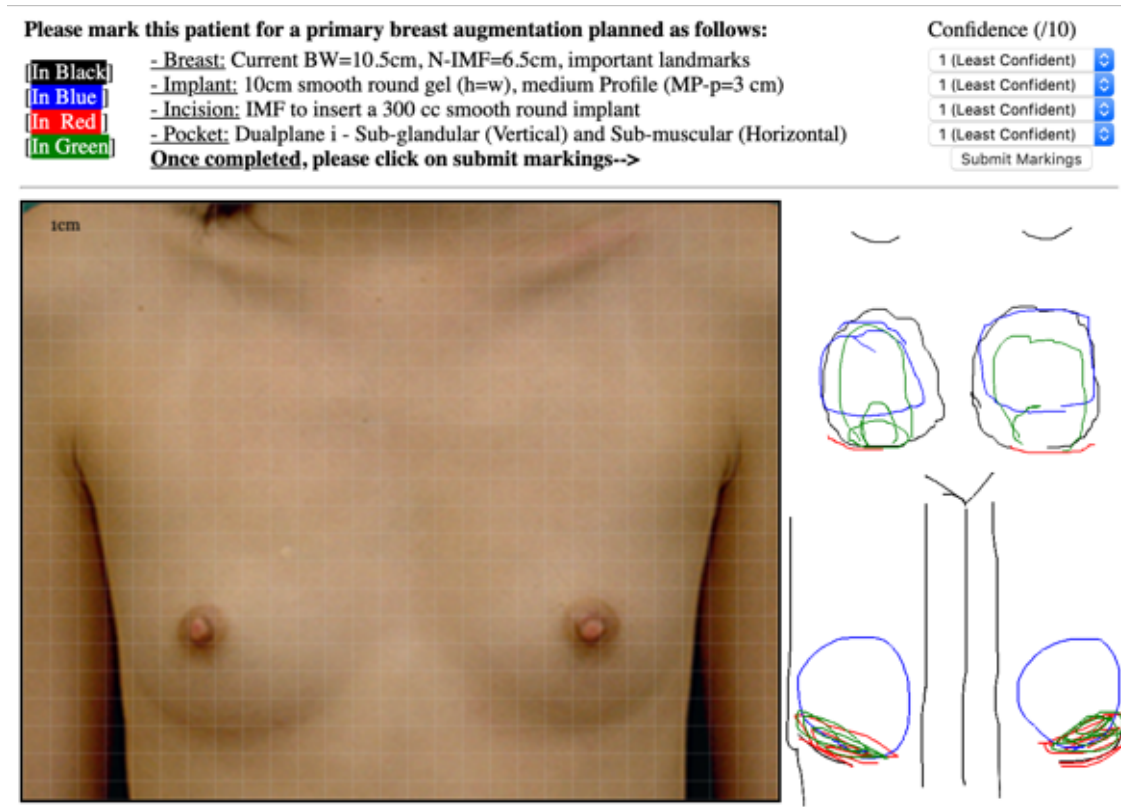 Please mark this patient for a primary breast augmentation planned as follows:
Confidence (/10)
[In Black] - Breast: Current BW=10.5cm, N-IMF=6.5cm, important landmarks
1 (Least Confident)
[In Blue ] - Implant: 10cm smooth round gel (h=w), medium Profile (MP-p=3 cm)
1 (Least Confident)
[In Red ] - Incision: IMF to insert a 300 cc smooth round implant
1 (Least Confident)
[In Green] - Pocket: Dualplane i - Sub-glandular (Vertical) and Sub-muscular (Horizontal)
1 (Least Confident)
Once completed, please click on submit markings-->
Submit Markings
1cm